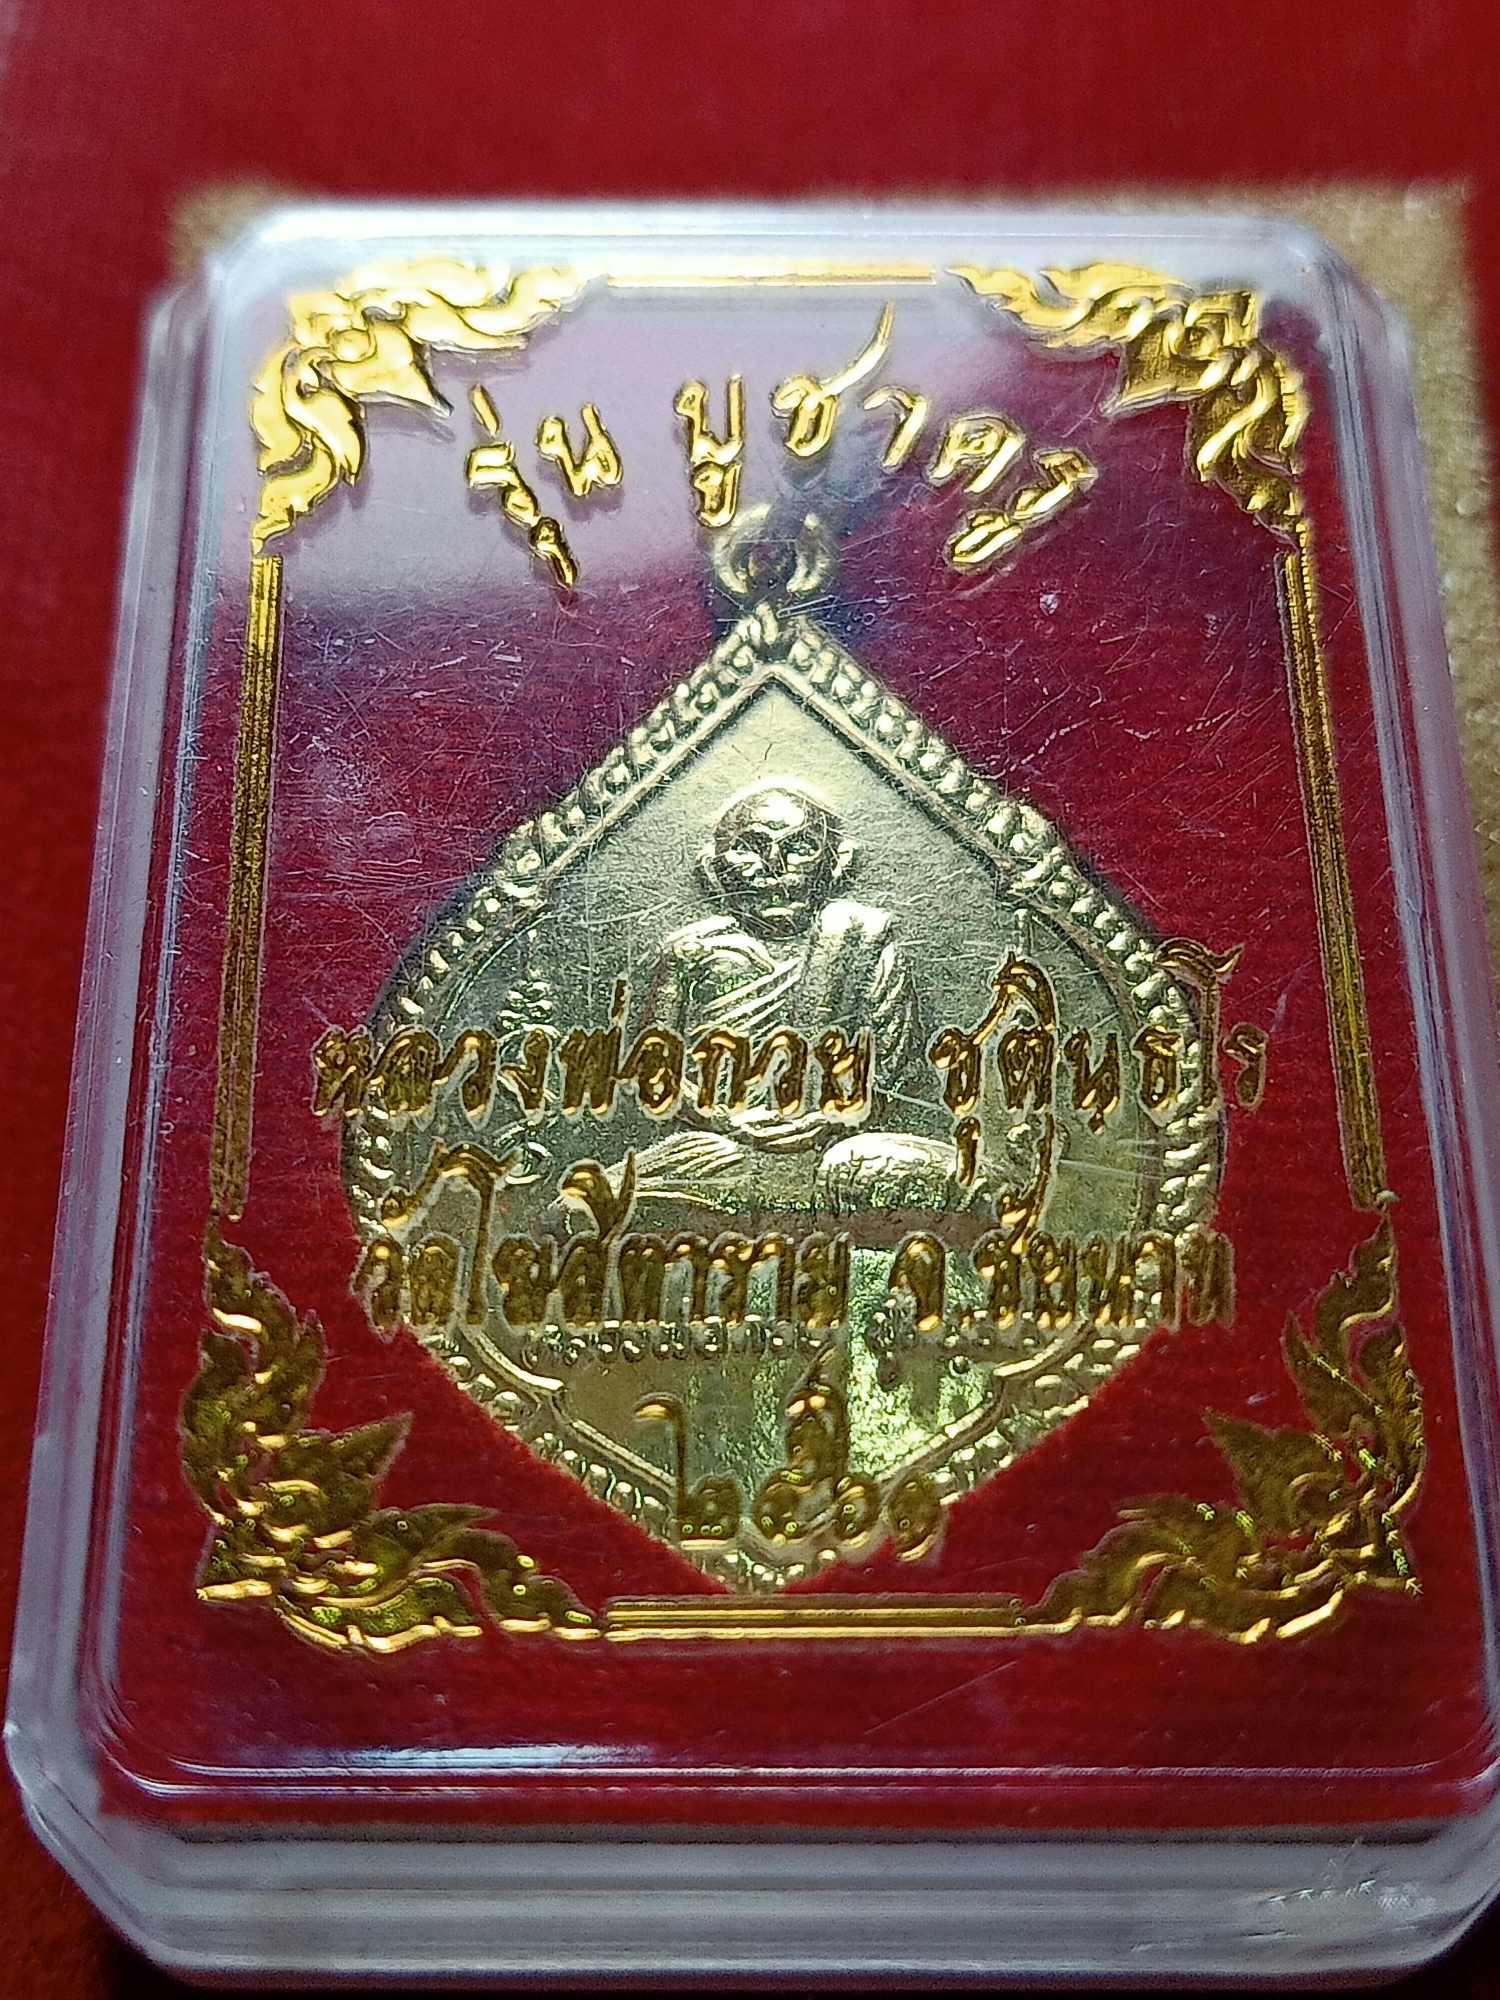 รุ่น บูชาครู
หลวงพ่อกวย ชุตินฺธโร
วัดโฆสิตาราม จ.ชัยนาท
๒๕๖๑